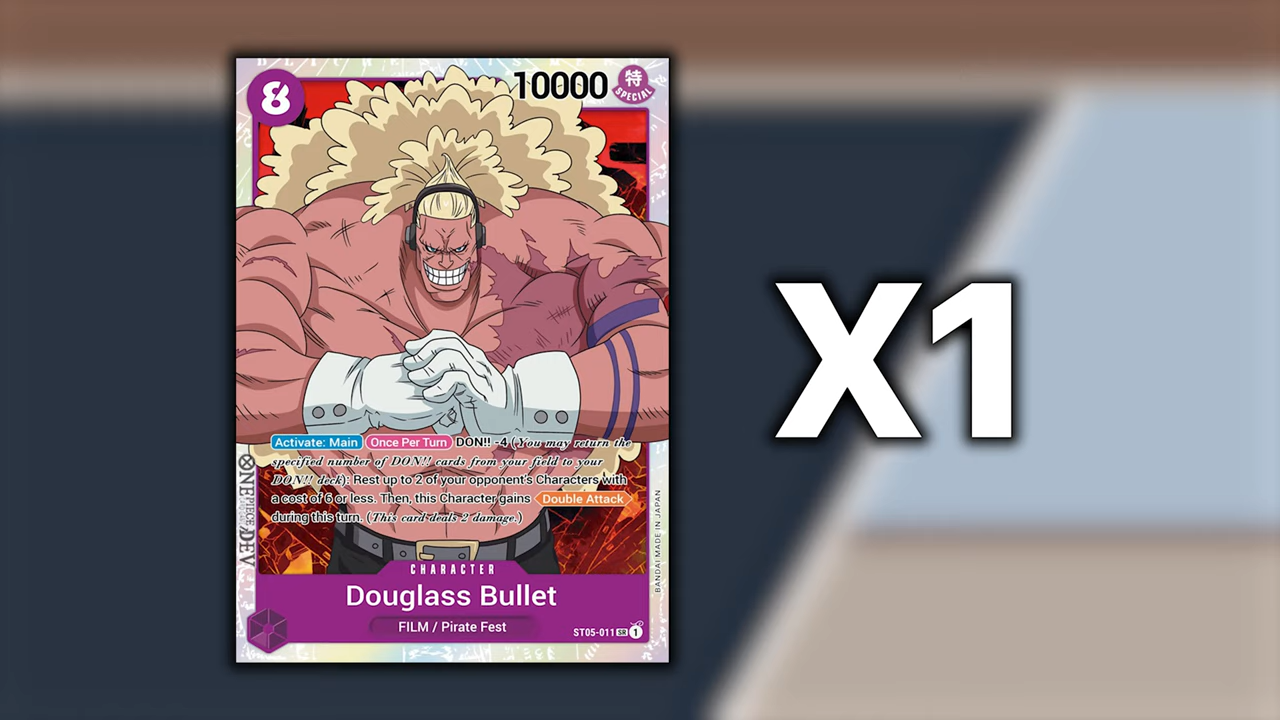 8
10000
特
SPECIAL
Activate: Main Once Per Turn DON!! -4 (You may return the
specified number of DON!! cards from your field to your
DON!! deck): Rest up to 2 of your opponent's Characters with
a cost of 6 or less. Then, this Character gains Double Attack
during this turn. (This card deals 2 damage.)
CHARACTER
Douglass Bullet
FILM / Pirate Fest
ST05-011 SR 1
BANDAI MADE IN JAPAN
X1